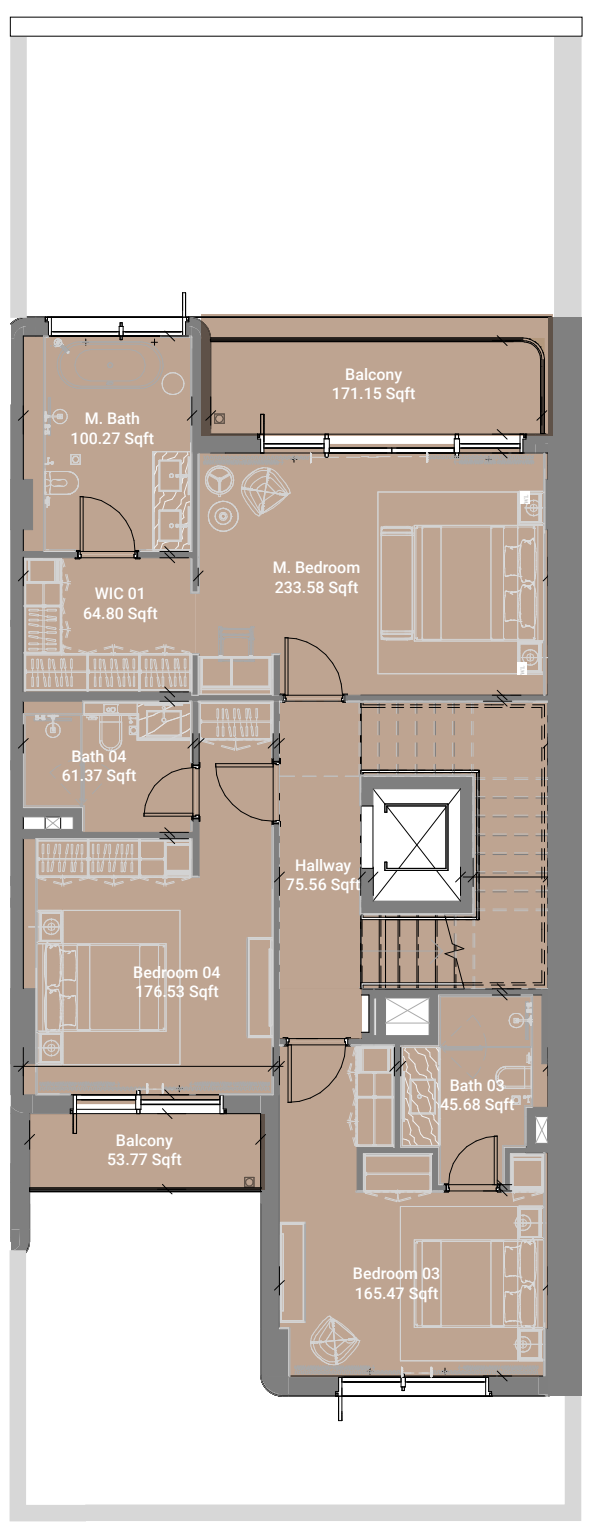 Balcony
171.15 Sqft
M. Bath
100.27 Sqft
M. Bedroom
233.58 Sqft
WIC 01
64.80 Sqft
Bath 04
61.37 Sqft
Hallway
75.56 Sqft
Bedroom 04
176.53 Sqft
Bath 03
45.68 Sqft
Balcony
53.77 Sqft
Bedroom 03
165.47 Sqft